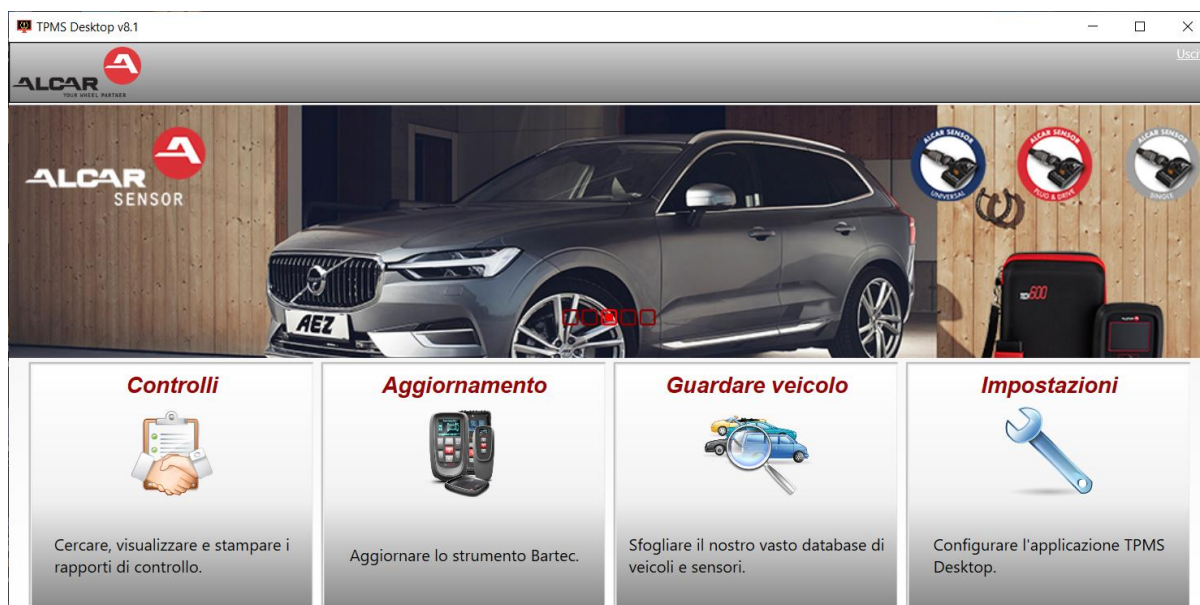 TPMS Desktop v8.1
ALCAR
YOUR WHEEL PARTNER
ALCAR
SENSOR
AEZ
ALCAR SENSOR
UNIVERSAL
ALCAR SENSOR
PLUG & DRIVE
ALCAR SENSOR
SINGLE
TECH600
Controlli
Cercare, visualizzare e stampare i
rapporti di controllo.
Aggiornamento
Aggiornare lo strumento Bartec.
Guardare veicolo
Sfogliare il nostro vasto database di
veicoli e sensori.
Impostazioni
Configurare l'applicazione TPMS
Desktop.